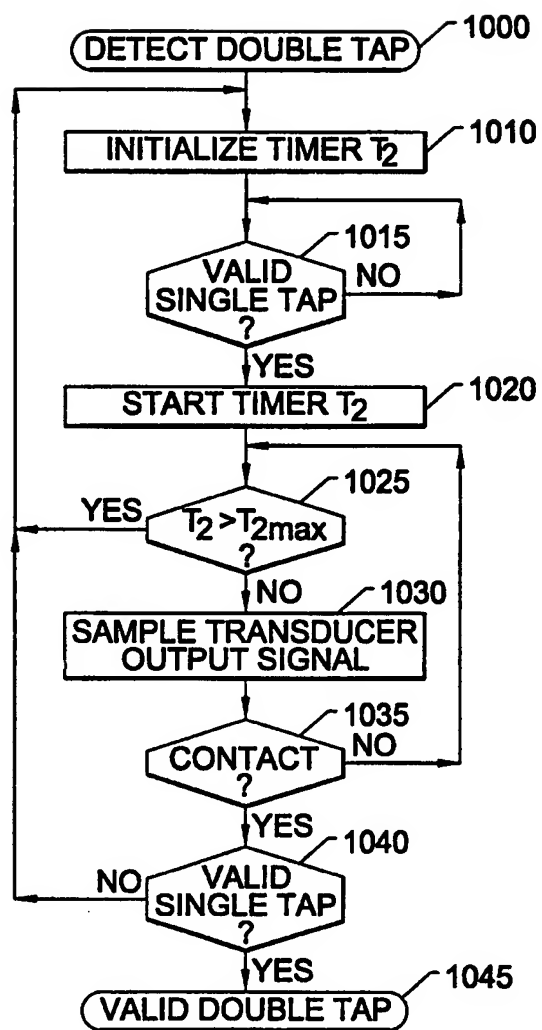 DETECT DOUBLE TAP
1000
INITIALIZE TIMER T2
1010
VALID
SINGLE TAP
?
1015
NO
YES
START TIMER T2
1020
T2 > T2max
?
1025
YES
NO
SAMPLE TRANSDUCER
OUTPUT SIGNAL
1030
CONTACT
?
1035
NO
YES
VALID
SINGLE TAP
?
1040
NO
YES
VALID DOUBLE TAP
1045